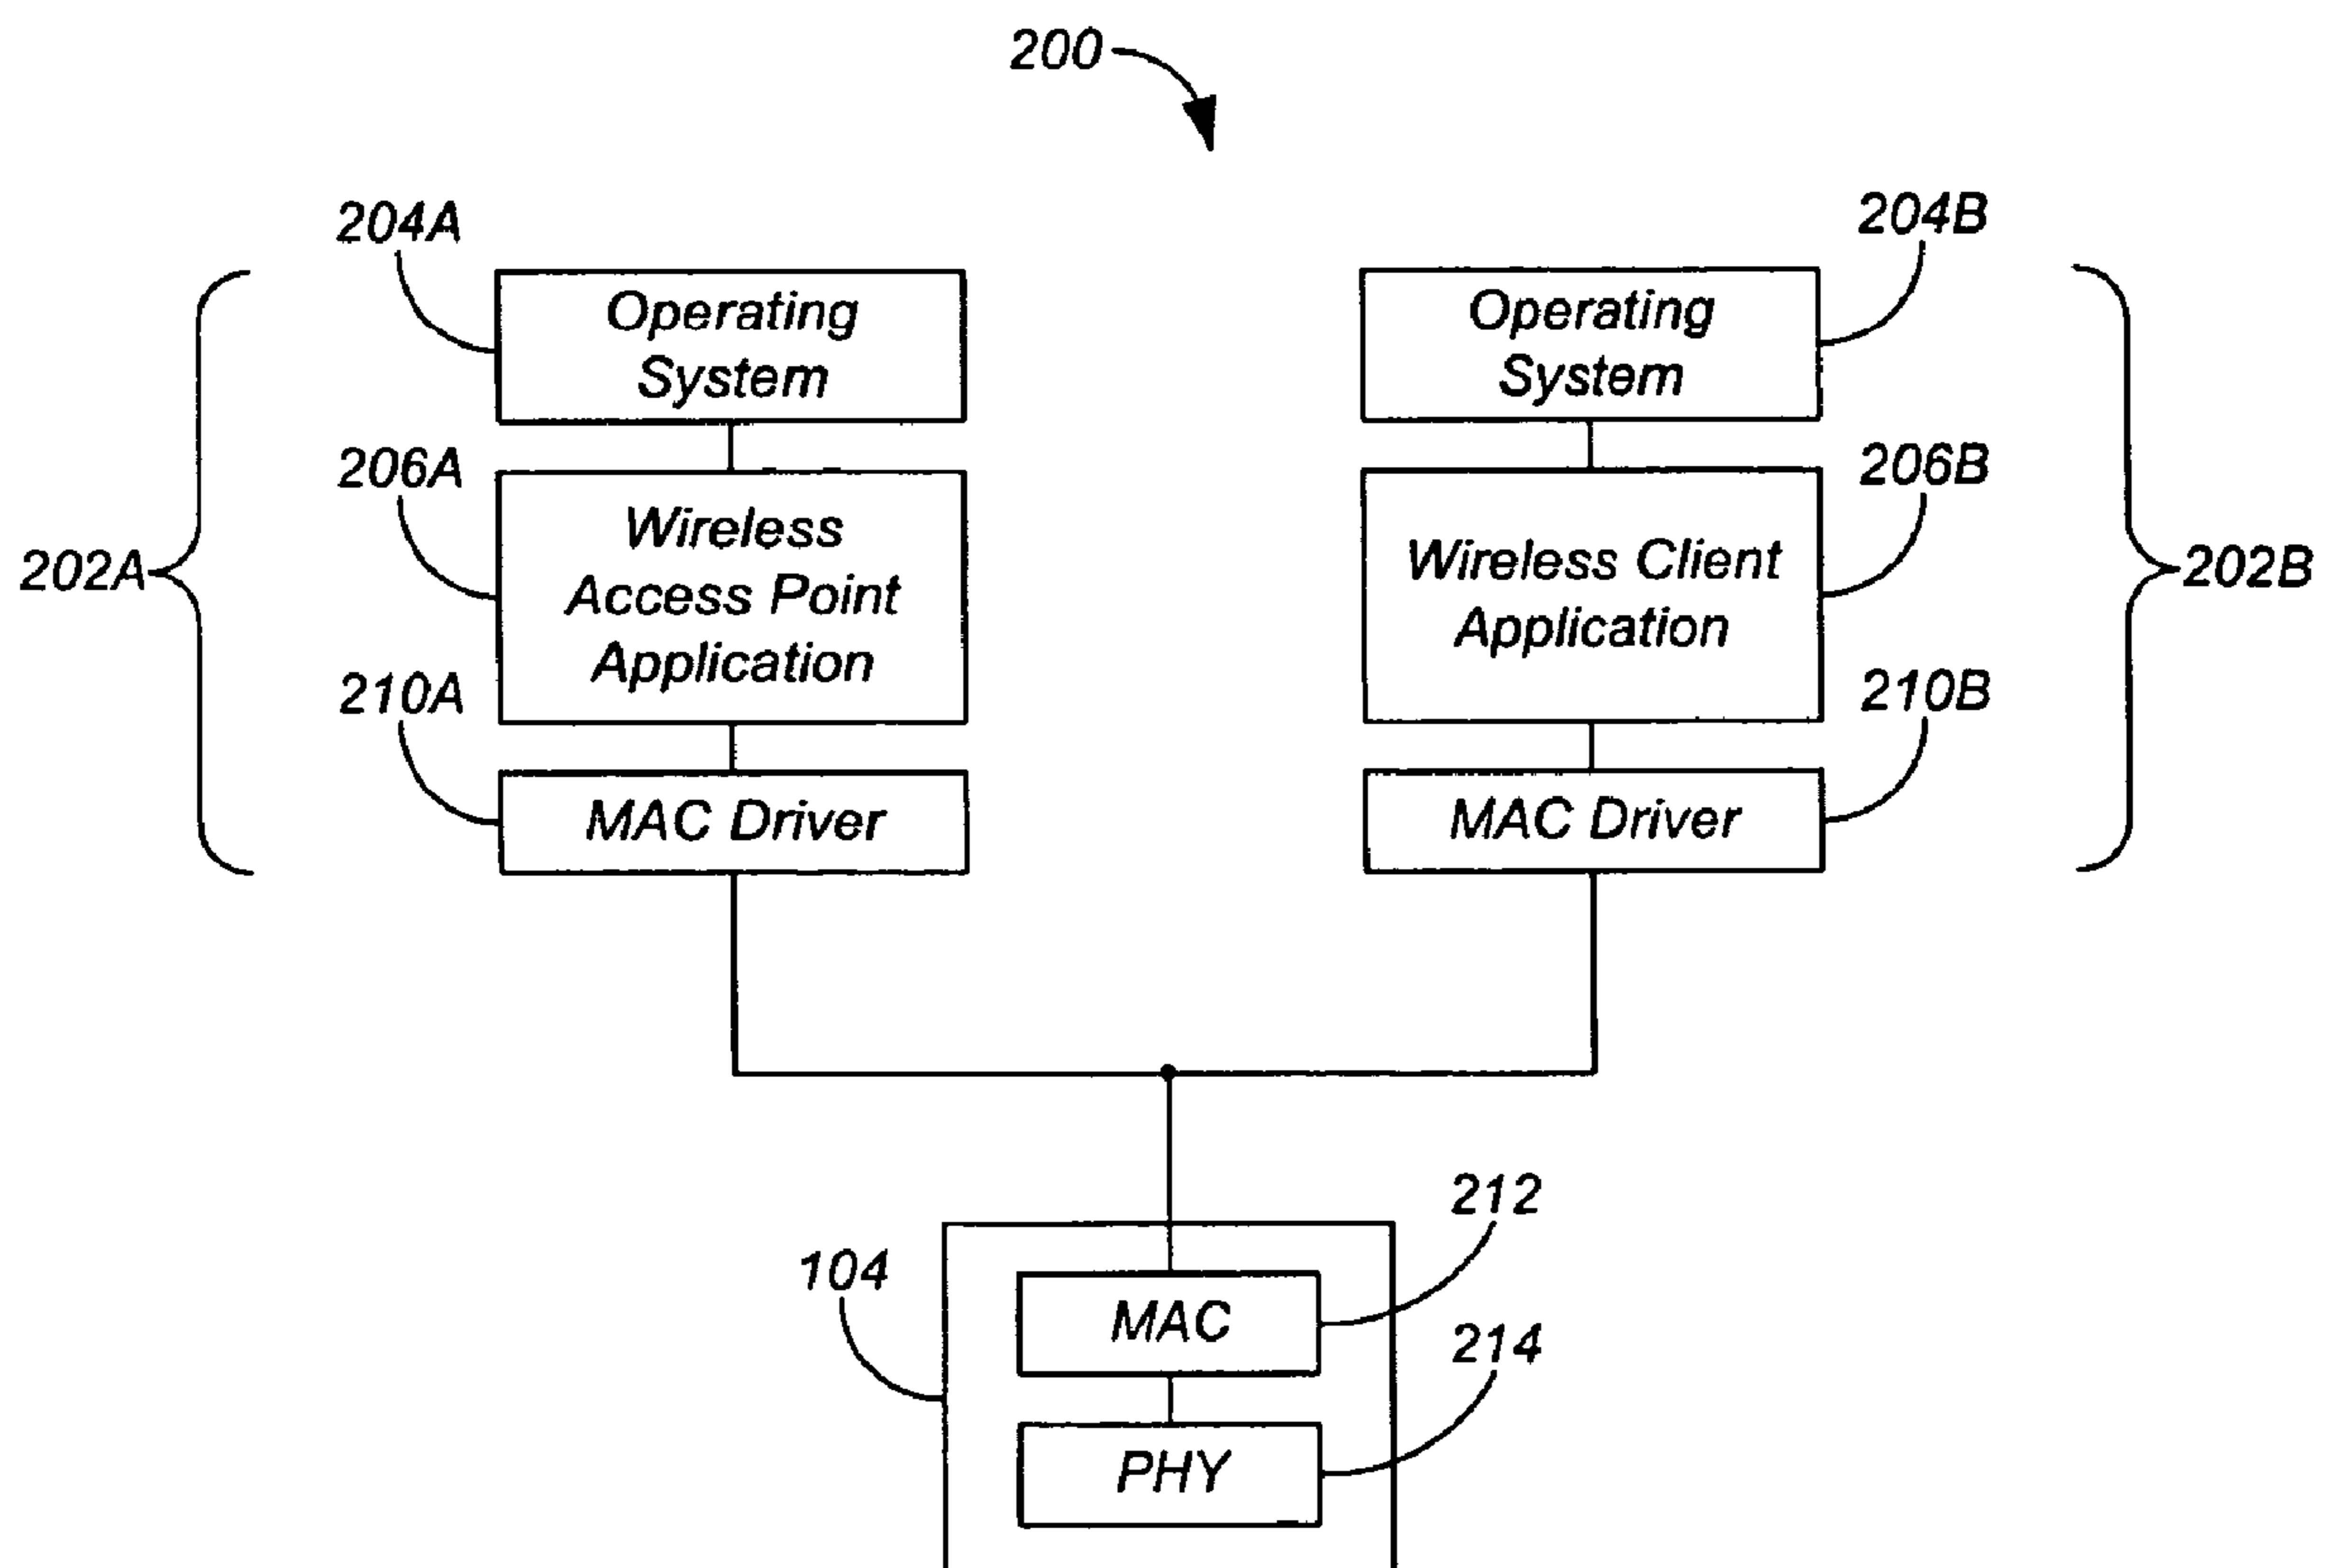 200
204A
204B
Operating
System
Operating
System
206A
206B
Wireless
Access Point
Application
Wireless Client
Application
202A
202B
210A
210B
MAC Driver
MAC Driver
212
104
MAC
214
PHY